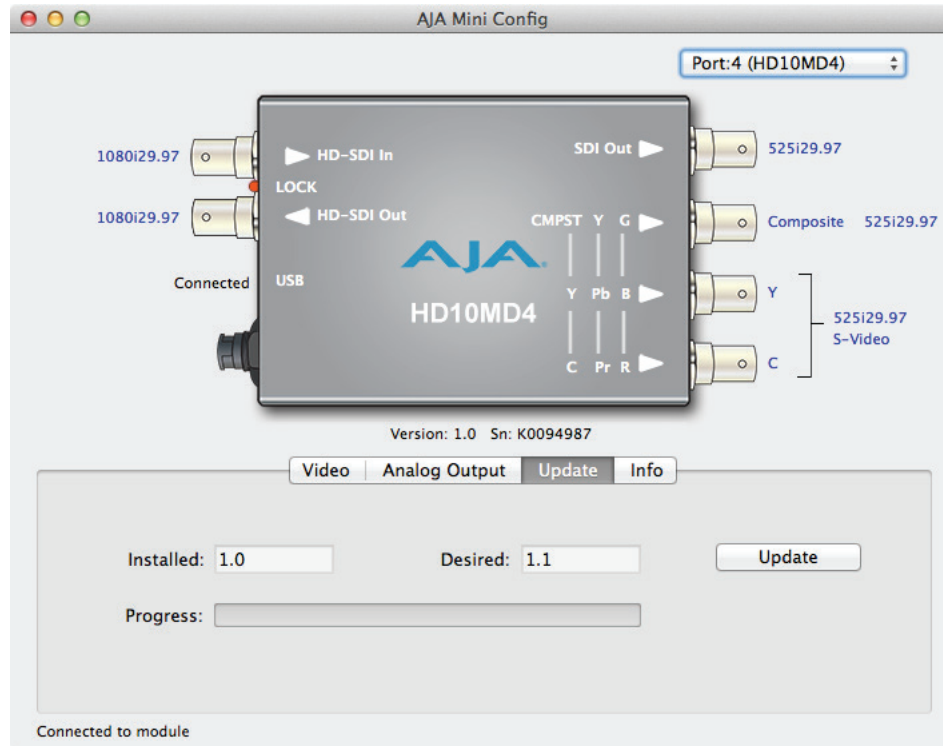 AJA Mini Config
Port:4 (HD10MD4)
1080i29.97
HD-SDI In
SDI Out
525i29.97
LOCK
1080i29.97
HD-SDI Out
CMPST Y G
Composite 525i29.97
Connected
USB
AJA
HD10MD4
Y Pb B
Y
525i29.97
S-Video
C Pr R
C
Version: 1.0 Sn: K0094987
Video
Analog Output
Update
Info
Installed: 1.0
Desired: 1.1
Update
Progress:
Connected to module